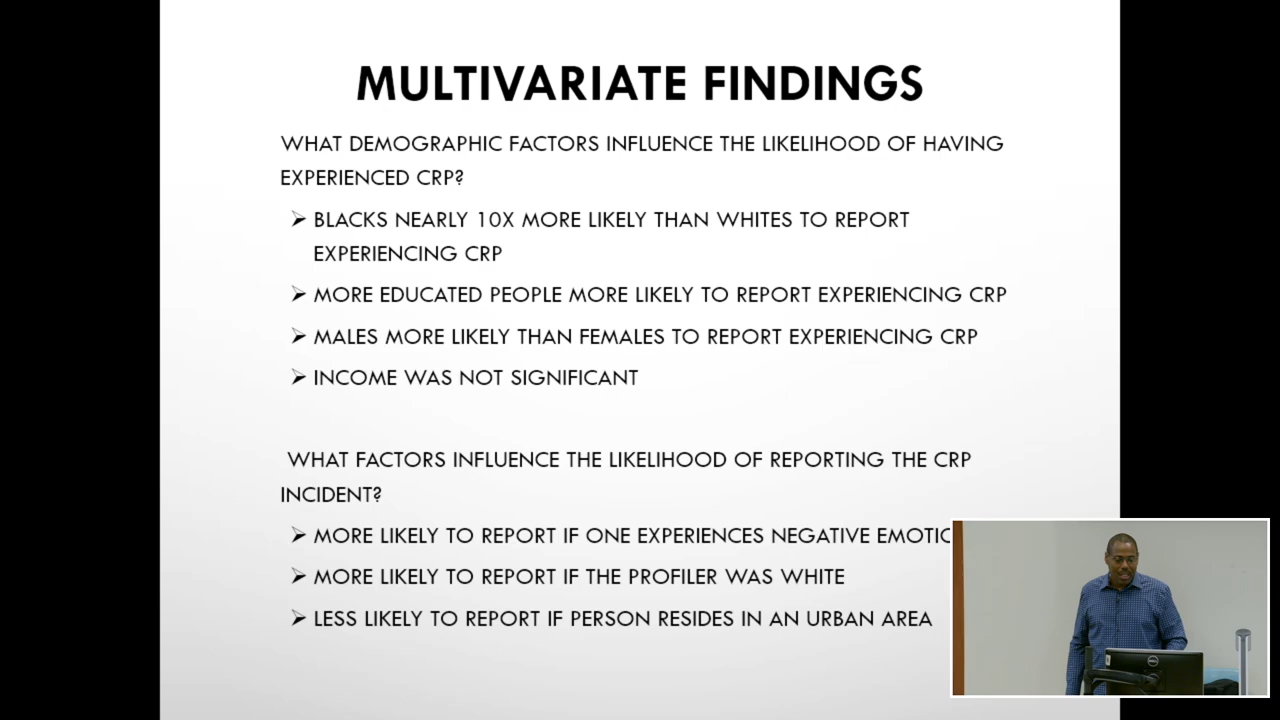 MULTIVARIATE FINDINGS
WHAT DEMOGRAPHIC FACTORS INFLUENCE THE LIKELIHOOD OF HAVING
EXPERIENCED CRP?
➤ BLACKS NEARLY 10X MORE LIKELY THAN WHITES TO REPORT
EXPERIENCING CRP
➤ MORE EDUCATED PEOPLE MORE LIKELY TO REPORT EXPERIENCING CRP
➤ MALES MORE LIKELY THAN FEMALES TO REPORT EXPERIENCING CRP
➤ INCOME WAS NOT SIGNIFICANT
WHAT FACTORS INFLUENCE THE LIKELIHOOD OF REPORTING THE CRP
INCIDENT?
➤ MORE LIKELY TO REPORT IF ONE EXPERIENCES NEGATIVE
➤ MORE LIKELY TO REPORT IF THE PROFILER WAS WHITE
➤ LESS LIKELY TO REPORT IF PERSON RESIDES IN AN URBAN AREA
DELL